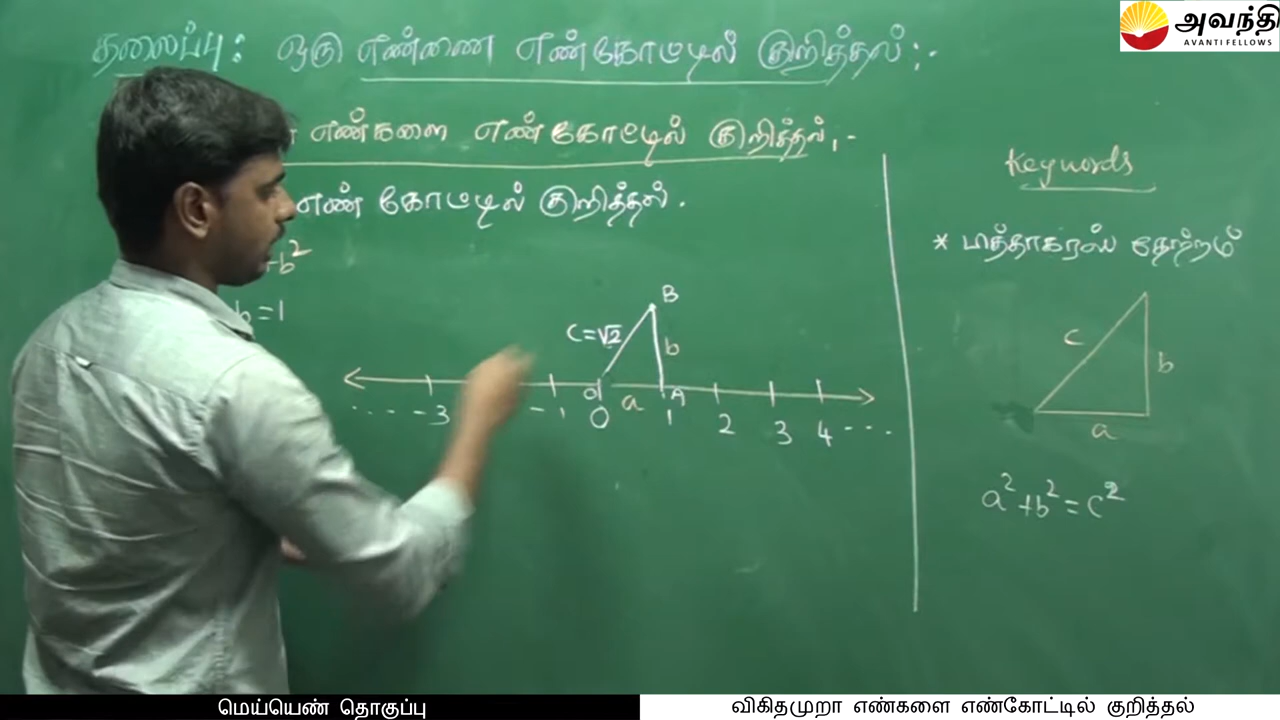 தலைப்பு: ஒரு எண்ணை எண்கோட்டில் குறித்தல் :-
எண்களை எண்கோட்டில் குறித்தல் :-
எண் கோட்டில் குறித்தல்.
+b²
b=1
B
C=√2
b
O a A
.... -3 -1 0 1 2 3 4 ...
Keywords
* பித்தாகரஸ் தேற்றம்
c
b
a
a²+b²=c²
அவந்தி
AVANTI FELLOWS
மெய்யெண் தொகுப்பு
விகிதமுறா எண்களை எண்கோட்டில் குறித்தல்